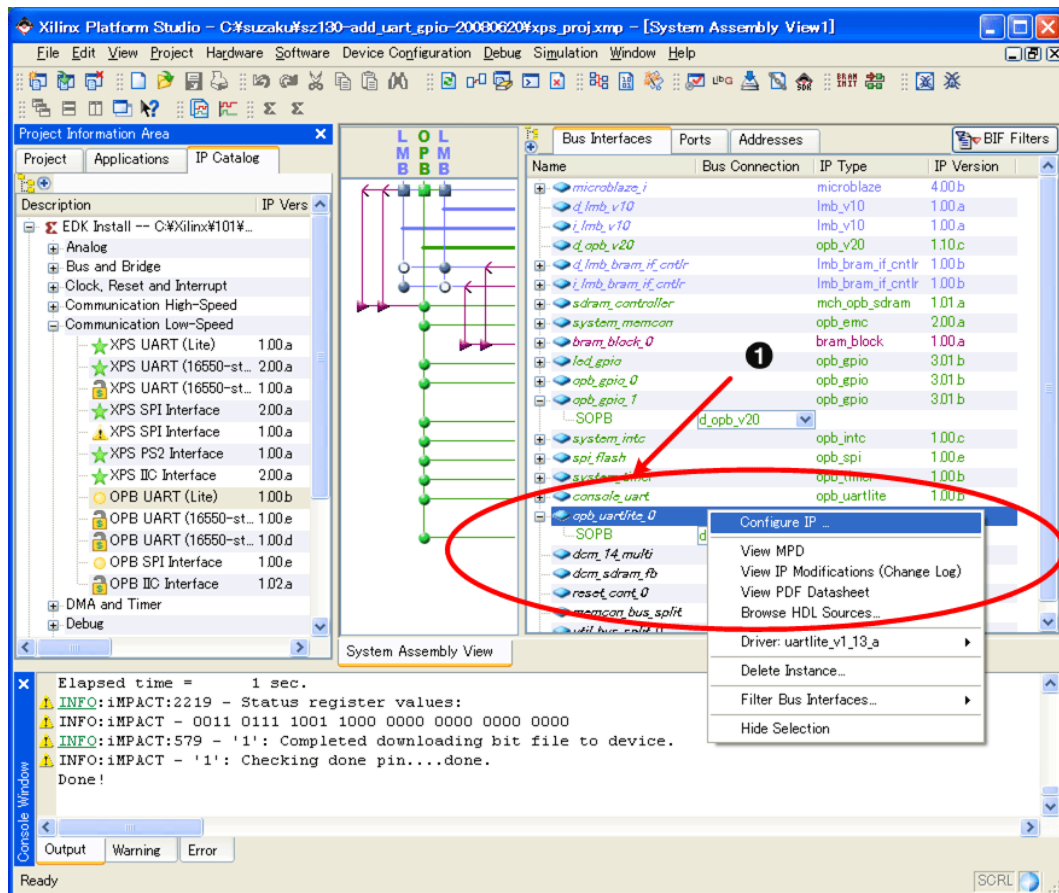 Xilinx Platform Studio - C:¥suzaku¥sz130-add_uart_gpio-20080620¥xps_proj.xmp - [System Assembly View1]
File Edit View Project Hardware Software Device Configuration Debug Simulation Window Help
Project Information Area
Project Applications IP Catalog
Description IP Vers
EDK Install -- C:¥Xilinx¥101¥...
Analog
Bus and Bridge
Clock, Reset and Interrupt
Communication High-Speed
Communication Low-Speed
XPS UART (Lite) 1.00.a
XPS UART (16550-st... 2.00.a
XPS UART (16550-st... 1.00.a
XPS SPI Interface 2.00.a
XPS SPI Interface 1.00.a
XPS PS2 Interface 1.00.a
XPS IIC Interface 2.00.a
OPB UART (Lite) 1.00.b
OPB UART (16550-st... 1.00.e
OPB UART (16550-st... 1.00.d
OPB SPI Interface 1.00.e
OPB IIC Interface 1.02.a
DMA and Timer
Debug
L O L
M P M
B B B
Bus Interfaces Ports Addresses BIF Filters
Name Bus Connection IP Type IP Version
microblaze_i microblaze 4.00.b
d_lmb_v10 lmb_v10 1.00.a
i_lmb_v10 lmb_v10 1.00.a
d_opb_v20 opb_v20 1.10.c
d_lmb_bram_if_cntlr lmb_bram_if_cntlr 1.00.b
i_lmb_bram_if_cntlr lmb_bram_if_cntlr 1.00.b
sdram_controller mch_opb_sdram 1.01.a
system_memcon opb_emc 2.00.a
bram_block_0 bram_block 1.00.a
led_gpio opb_gpio 3.01.b
opb_gpio_0 opb_gpio 3.01.b
opb_gpio_1 opb_gpio 3.01.b
SOPB d_opb_v20
system_intc opb_intc 1.00.c
spi_flash opb_spi 1.00.e
system_timer opb_timer 1.00.b
console_uart opb_uartlite 1.00.b
opb_uartlite_0
SOPB d
dcm_14_multi
dcm_sdram_fb
reset_cont_0
memcon_bus_split
util_bus_split_0
1
Configure IP ...
View MPD
View IP Modifications (Change Log)
View PDF Datasheet
Browse HDL Sources...
Driver: uartlite_v1_13_a
Delete Instance...
Filter Bus Interfaces...
Hide Selection
System Assembly View
Elapsed time = 1 sec.
INFO:iMPACT:2219 - Status register values:
INFO:iMPACT - 0011 0111 1001 1000 0000 0000 0000 0000
INFO:iMPACT:579 - '1': Completed downloading bit file to device.
INFO:iMPACT - '1': Checking done pin....done.
Done!
Console Window
Output Warning Error
Ready SCRL